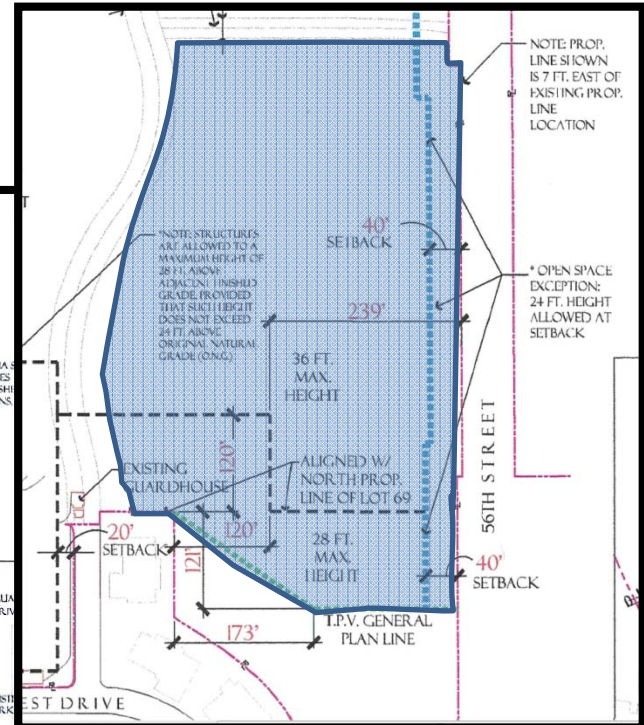 NOTE: PROP.
LINE SHOWN
IS 7 FT. EAST OF
EXISTING PROP.
LINE
LOCATION
40'
SETBACK
*NOTE: STRUCTURES
ARE ALLOWED TO A
MAXIMUM HEIGHT OF
28 FT. ABOVE
ADJACENT FINISHED
GRADE, PROVIDED
THAT SUCH HEIGHT
DOES NOT EXCEED
24 FT. ABOVE
ORIGINAL NATURAL
GRADE (O.N.G.)
* OPEN SPACE
EXCEPTION:
24 FT. HEIGHT
ALLOWED AT
SETBACK
239'
36 FT.
MAX.
HEIGHT
56TH STREET
120'
EXISTING
GUARDHOUSE
ALIGNED W/
NORTH PROP.
LINE OF LOT 69
20'
SETBACK
120'
121'
28 FT.
MAX.
HEIGHT
40'
SETBACK
T.P.V. GENERAL
PLAN LINE
173'
EST DRIVE